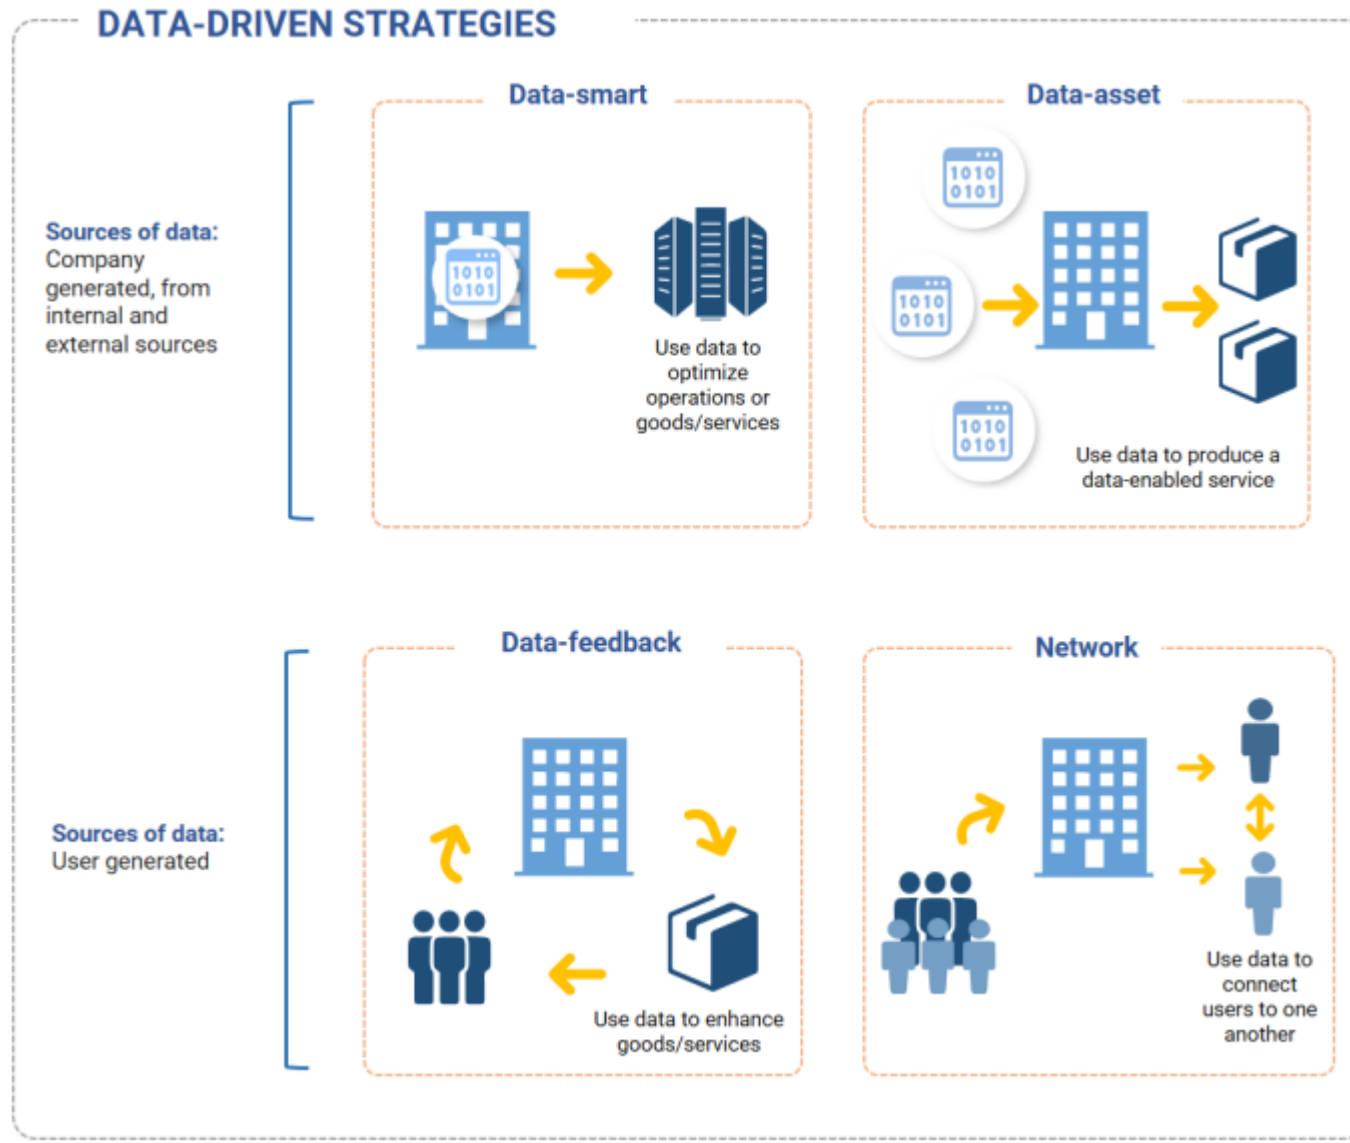 DATA-DRIVEN STRATEGIES
Data-smart
Data-asset
Sources of data:
Company
generated, from
internal and
external sources
1010
0101
Use data to
optimize
operations or
goods/services
1010
0101
1010
0101
1010
0101
Use data to produce a
data-enabled service
Data-feedback
Network
Sources of data:
User generated
Use data to enhance
goods/services
Use data to
connect
users to one
another